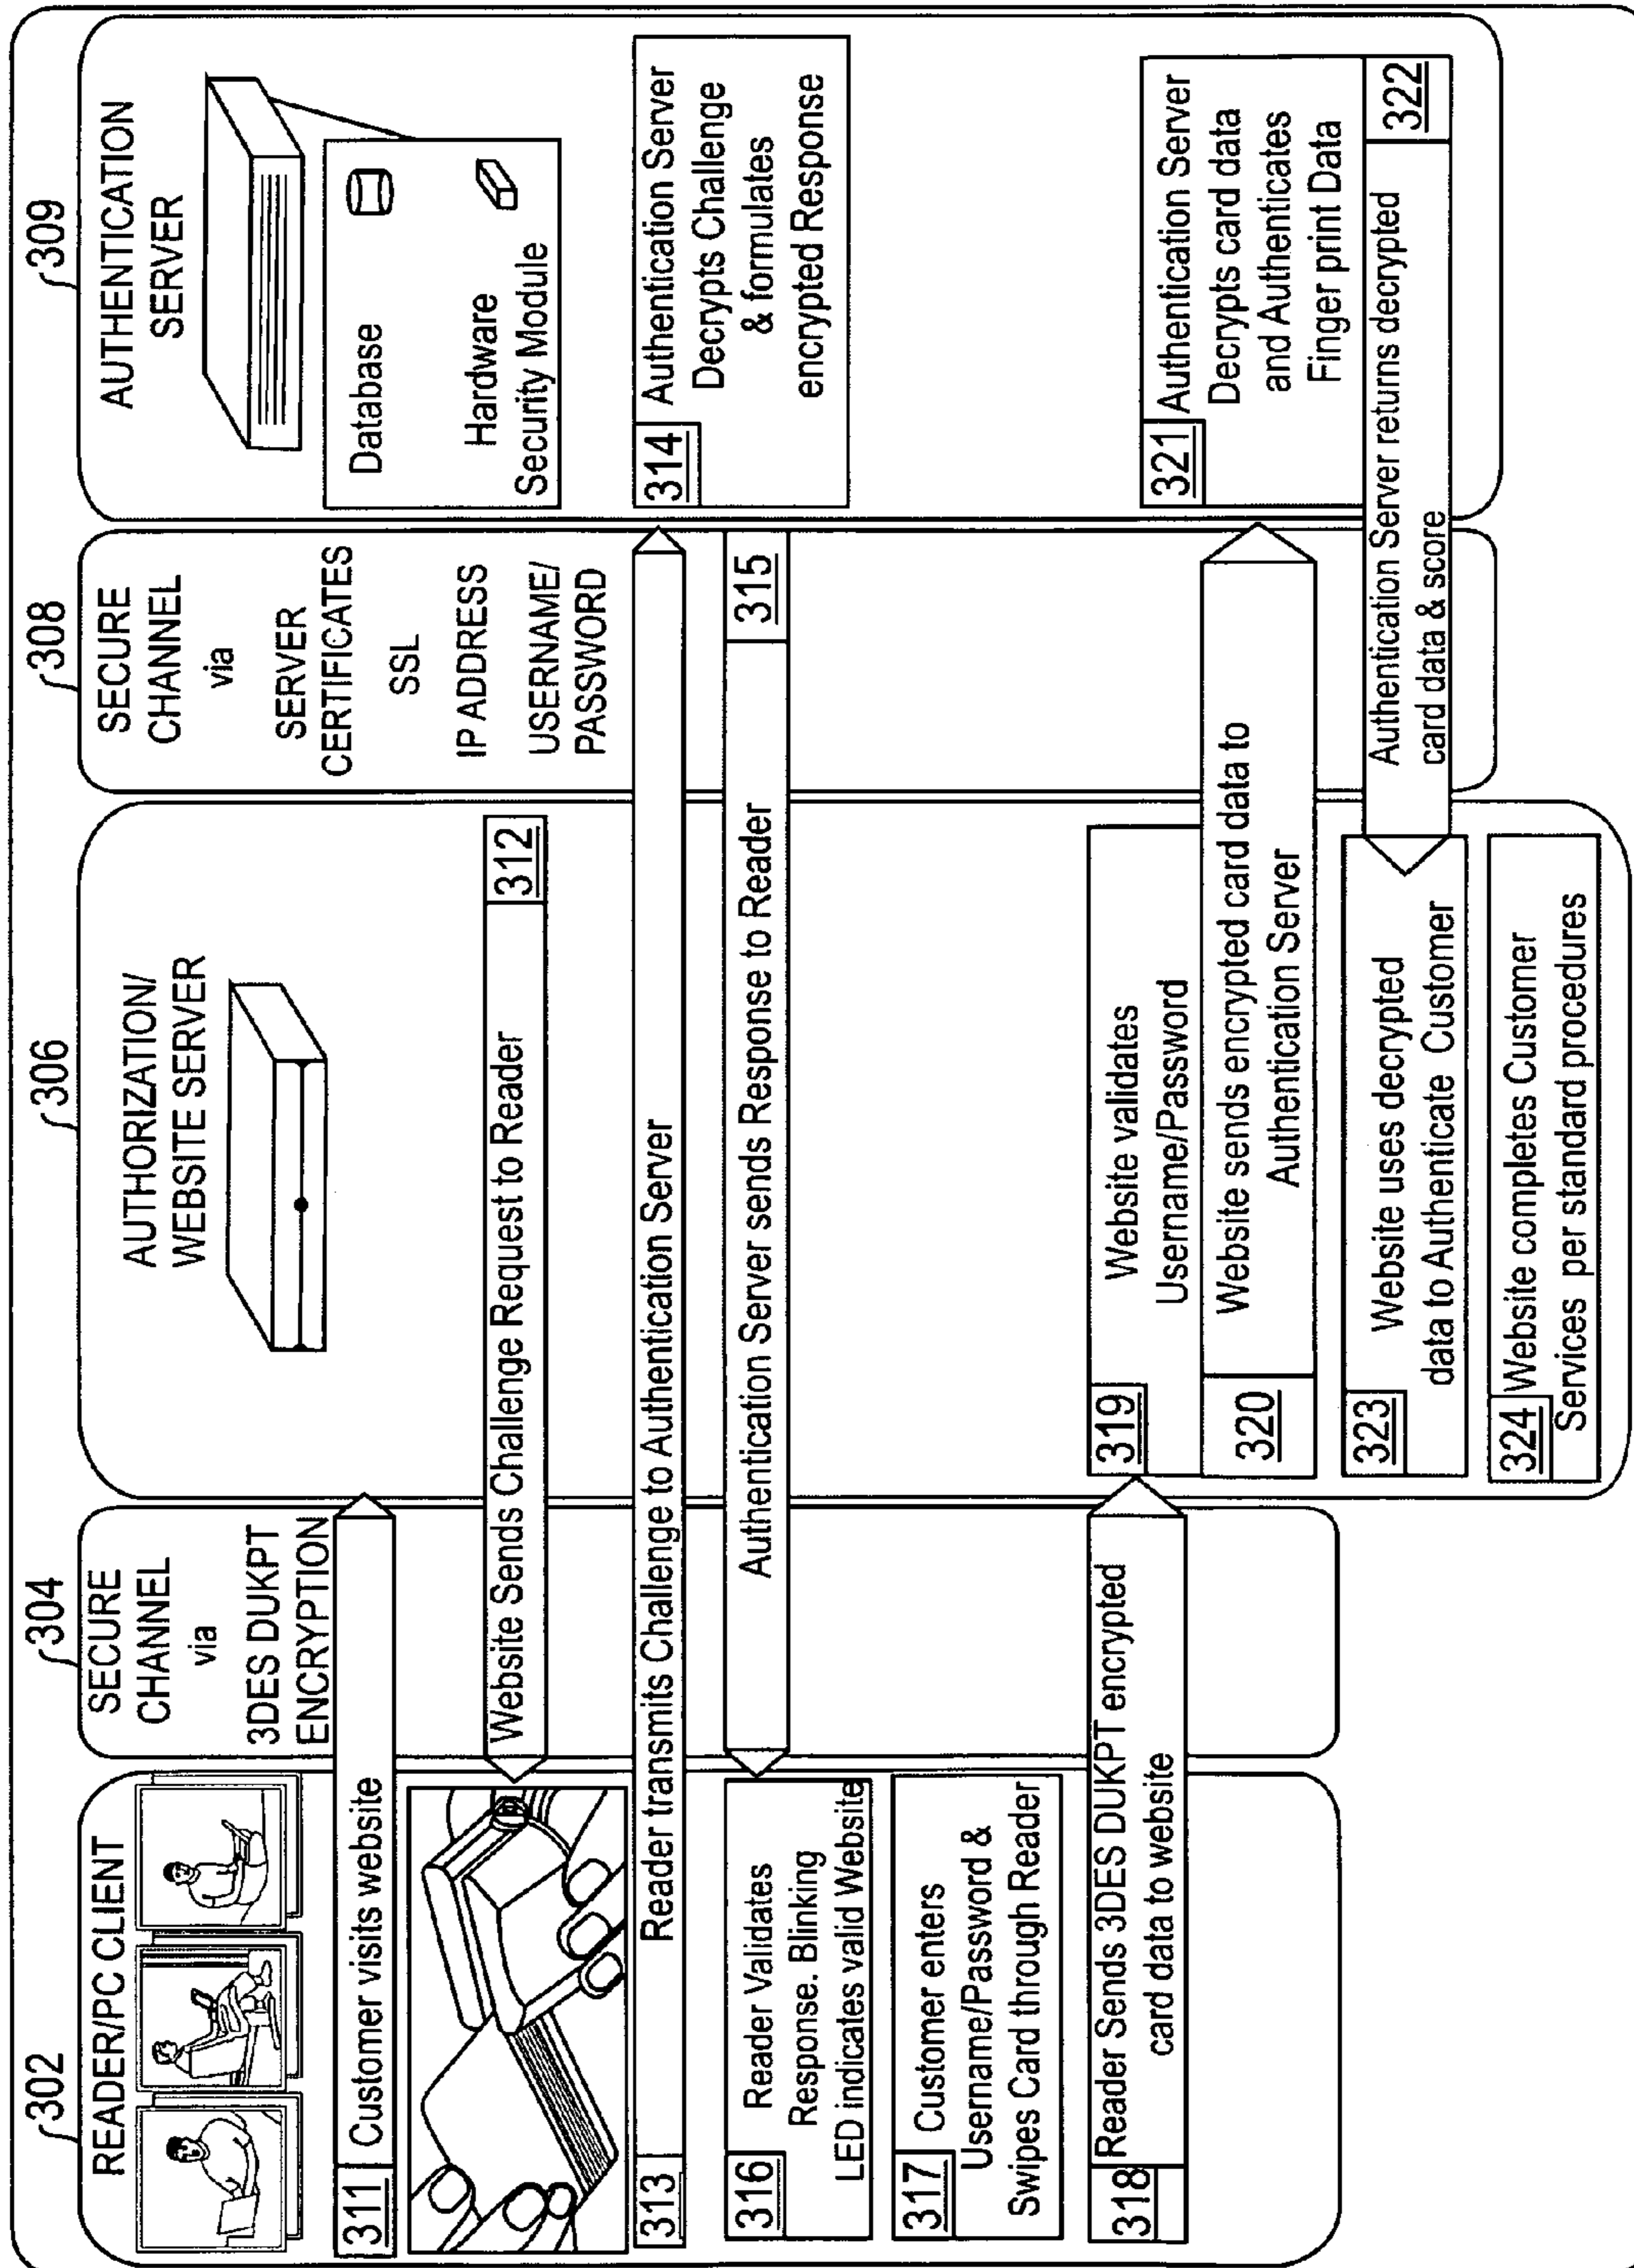 302
READER/PC CLIENT
304
SECURE
CHANNEL
via
3DES DUKPT
ENCRYPTION
306
AUTHORIZATION/
WEBSITE SERVER
308
SECURE
CHANNEL
via
SERVER
CERTIFICATES
SSL
IP ADDRESS
USERNAME/
PASSWORD
309
AUTHENTICATION
SERVER
Database
Hardware
Security Module
311 Customer visits website
Website Sends Challenge Request to Reader 312
313 Reader transmits Challenge to Authentication Server
314 Authentication Server
Decrypts Challenge
& formulates
encrypted Response
Authentication Server sends Response to Reader 315
316 Reader Validates
Response. Blinking
LED indicates valid Website
317 Customer enters
Username/Password &
Swipes Card through Reader
318 Reader Sends 3DES DUKPT encrypted
card data to website
319 Website validates
Username/Password
320 Website sends encrypted card data to
Authentication Server
321 Authentication Server
Decrypts card data
and Authenticates
Finger print Data
Authentication Server returns decrypted 322
card data & score
323 Website uses decrypted
data to Authenticate Customer
324 Website completes Customer
Services per standard procedures